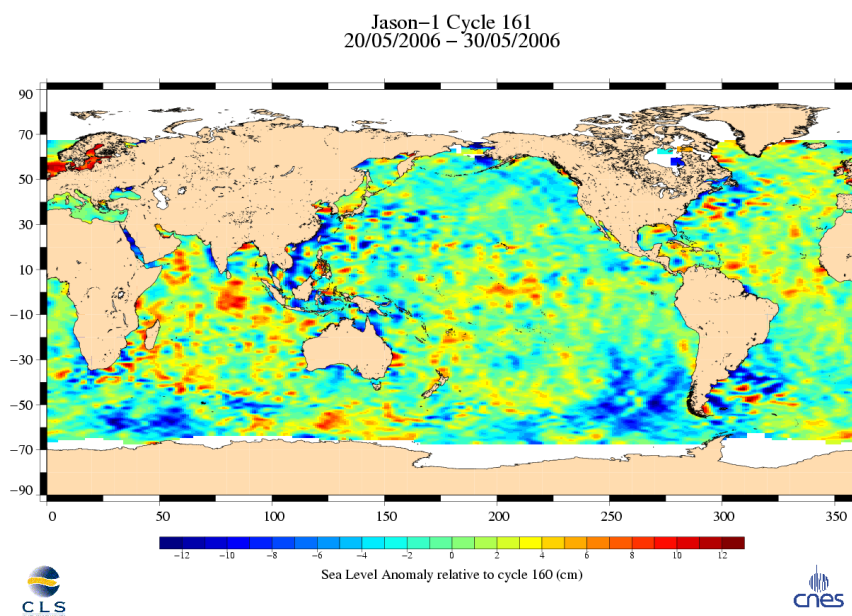 Jason−1 Cycle 161
20/05/2006 − 30/05/2006
90
70
50
30
10
−10
−30
−50
−70
−90
0 50 100 150 200 250 300 350
−12 −10 −8 −6 −4 −2 0 2 4 6 8 10 12
Sea Level Anomaly relative to cycle 160 (cm)
CLS
cnes